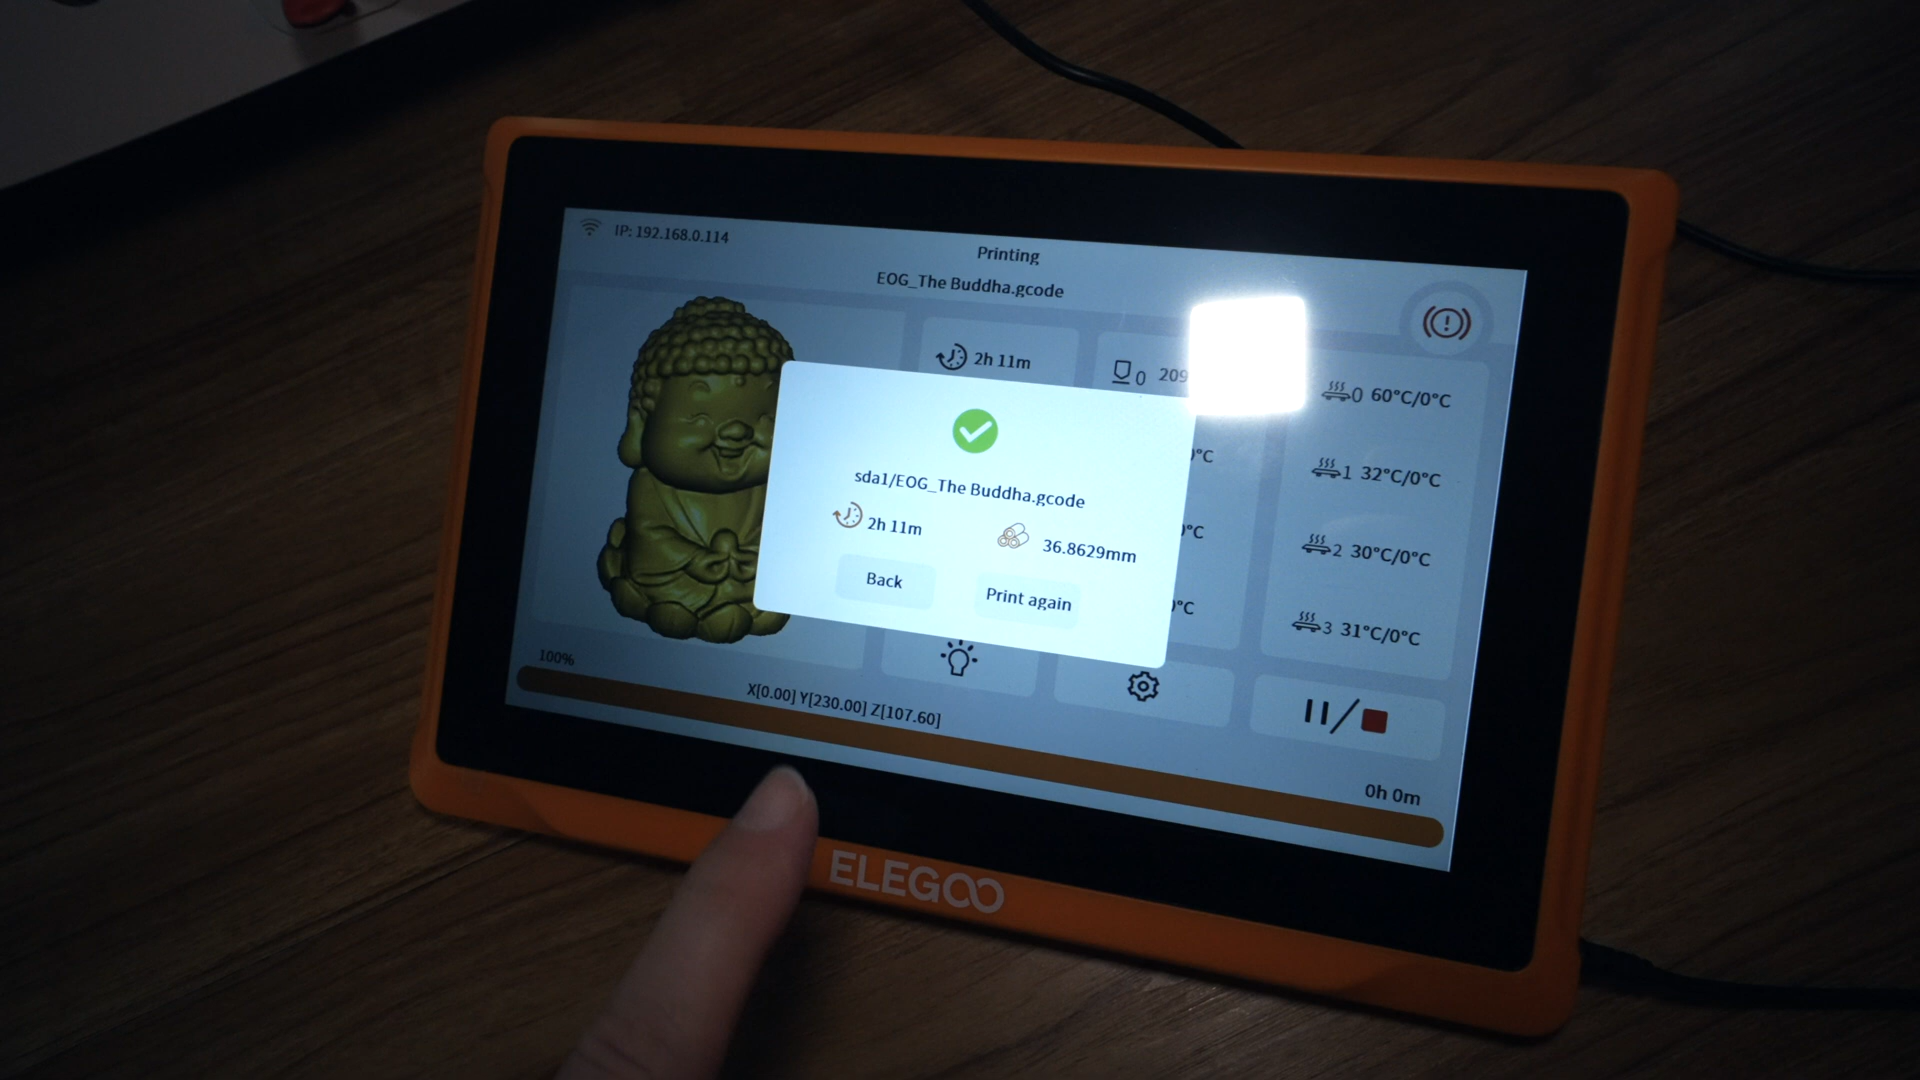 IP: 192.168.0.114
Printing
EOG_The Buddha.gcode
2h 11m
0 209
0 60°C/0°C
sda1/EOG_The Buddha.gcode
2h 11m
36.8629mm
Back
Print again
°C
1 32°C/0°C
°C
2 30°C/0°C
°C
3 31°C/0°C
100%
X[0.00] Y[230.00] Z[107.60]
0h 0m
ELEGOO